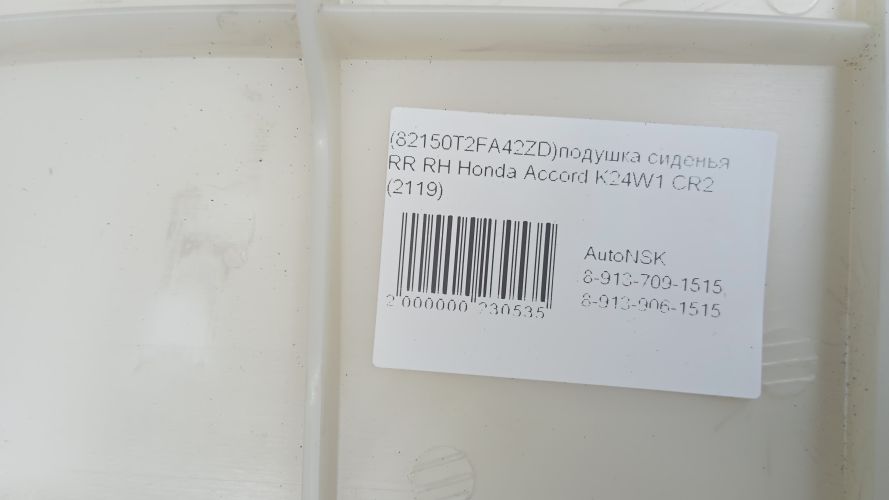 (82150T2FA42ZD)подушка сиденья
RR RH Honda Accord K24W1 CR2
(2119)
AutoNSK
8-913-709-1515
8-913-906-1515
2 000000 230535